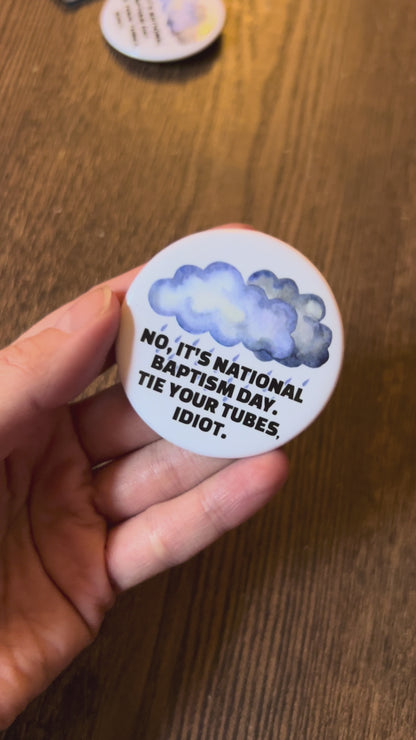 NO, IT'S NATIONAL
BAPTISM DAY.
TIE YOUR TUBES,
IDIOT.